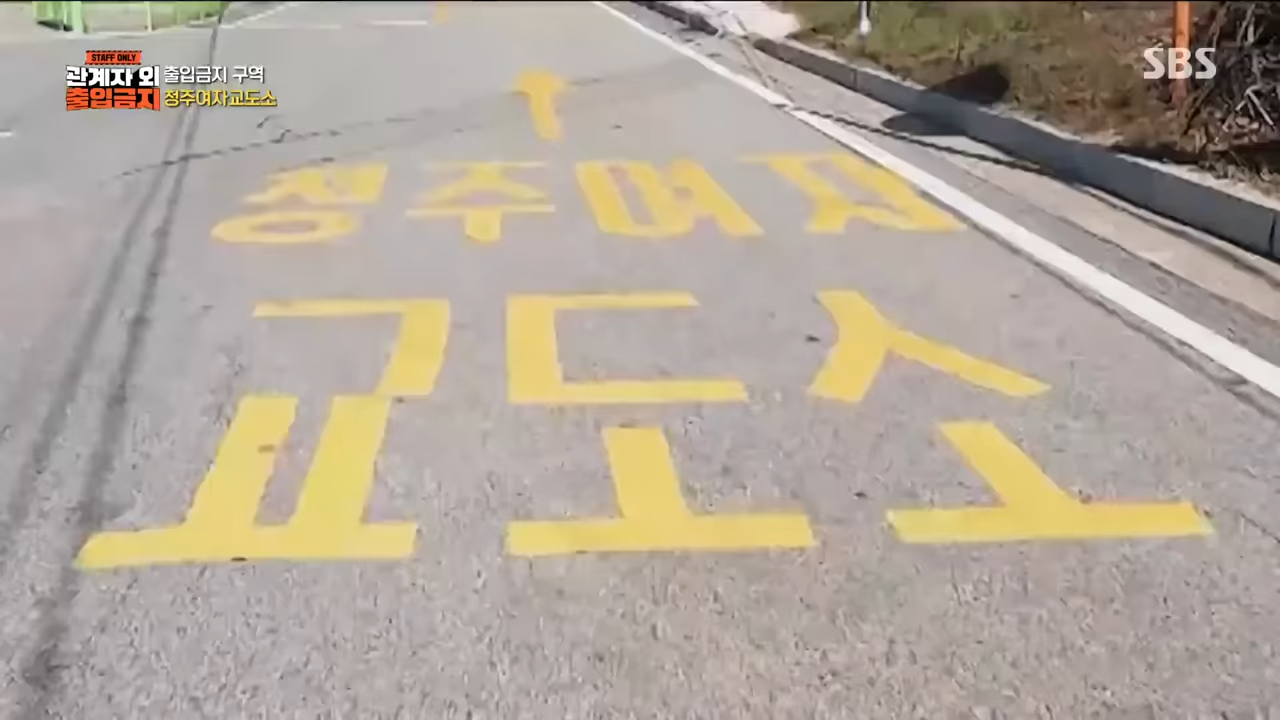 STAFF ONLY
관계자 외
출입금지
출입금지 구역
청주여자교도소
SBS
청주여자
교도소